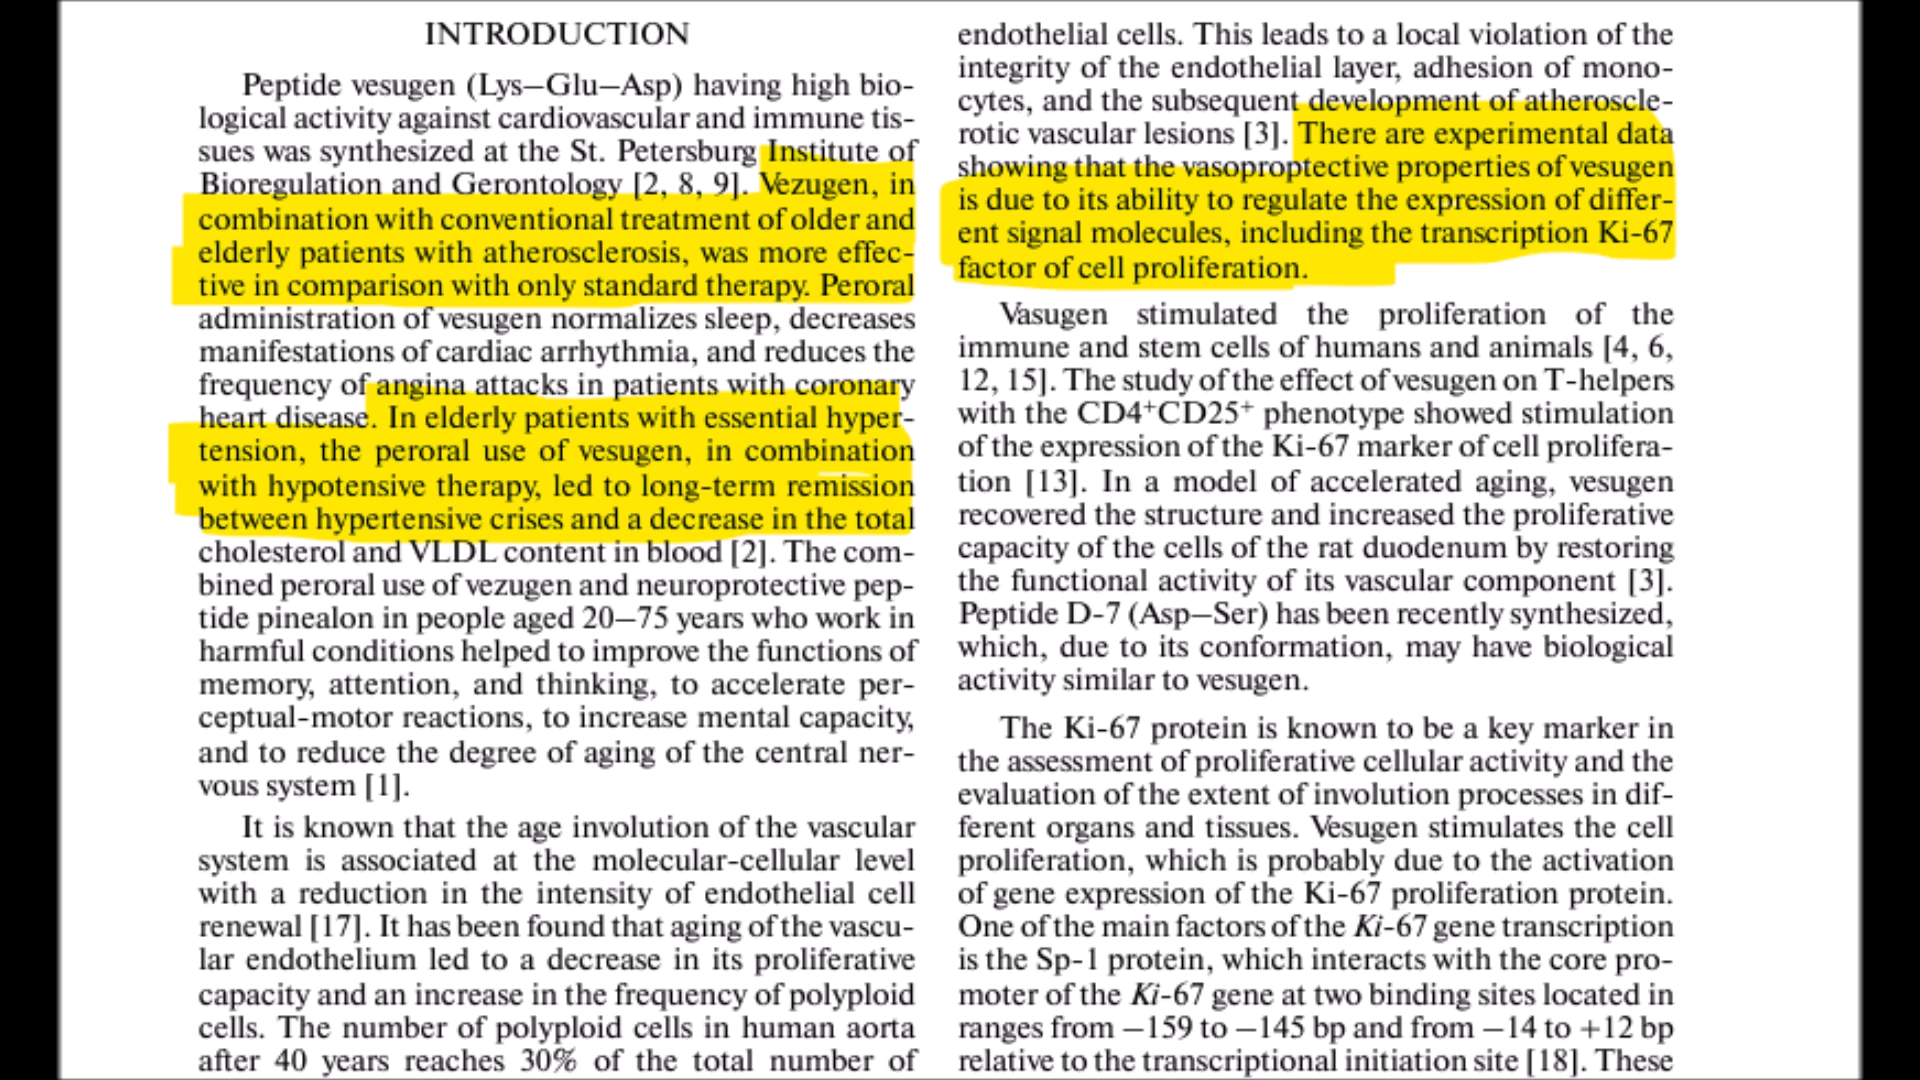 INTRODUCTION
Peptide vesugen (Lys–Glu–Asp) having high bio-
logical activity against cardiovascular and immune tis-
sues was synthesized at the St. Petersburg Institute of
Bioregulation and Gerontology [2, 8, 9]. Vezugen, in
combination with conventional treatment of older and
elderly patients with atherosclerosis, was more effec-
tive in comparison with only standard therapy. Peroral
administration of vesugen normalizes sleep, decreases
manifestations of cardiac arrhythmia, and reduces the
frequency of angina attacks in patients with coronary
heart disease. In elderly patients with essential hyper-
tension, the peroral use of vesugen, in combination
with hypotensive therapy, led to long-term remission
between hypertensive crises and a decrease in the total
cholesterol and VLDL content in blood [2]. The com-
bined peroral use of vezugen and neuroprotective pep-
tide pinealon in people aged 20–75 years who work in
harmful conditions helped to improve the functions of
memory, attention, and thinking, to accelerate per-
ceptual-motor reactions, to increase mental capacity,
and to reduce the degree of aging of the central ner-
vous system [1].
It is known that the age involution of the vascular
system is associated at the molecular-cellular level
with a reduction in the intensity of endothelial cell
renewal [17]. It has been found that aging of the vascu-
lar endothelium led to a decrease in its proliferative
capacity and an increase in the frequency of polyploid
cells. The number of polyploid cells in human aorta
after 40 years reaches 30% of the total number of
endothelial cells. This leads to a local violation of the
integrity of the endothelial layer, adhesion of mono-
cytes, and the subsequent development of atheroscle-
rotic vascular lesions [3]. There are experimental data
showing that the vasoproptective properties of vesugen
is due to its ability to regulate the expression of differ-
ent signal molecules, including the transcription Ki-67
factor of cell proliferation.
Vasugen stimulated the proliferation of the
immune and stem cells of humans and animals [4, 6,
12, 15]. The study of the effect of vesugen on T-helpers
with the CD4⁺CD25⁺ phenotype showed stimulation
of the expression of the Ki-67 marker of cell prolifera-
tion [13]. In a model of accelerated aging, vesugen
recovered the structure and increased the proliferative
capacity of the cells of the rat duodenum by restoring
the functional activity of its vascular component [3].
Peptide D-7 (Asp–Ser) has been recently synthesized,
which, due to its conformation, may have biological
activity similar to vesugen.
The Ki-67 protein is known to be a key marker in
the assessment of proliferative cellular activity and the
evaluation of the extent of involution processes in dif-
ferent organs and tissues. Vesugen stimulates the cell
proliferation, which is probably due to the activation
of gene expression of the Ki-67 proliferation protein.
One of the main factors of the Ki-67 gene transcription
is the Sp-1 protein, which interacts with the core pro-
moter of the Ki-67 gene at two binding sites located in
ranges from –159 to –145 bp and from –14 to +12 bp
relative to the transcriptional initiation site [18]. These